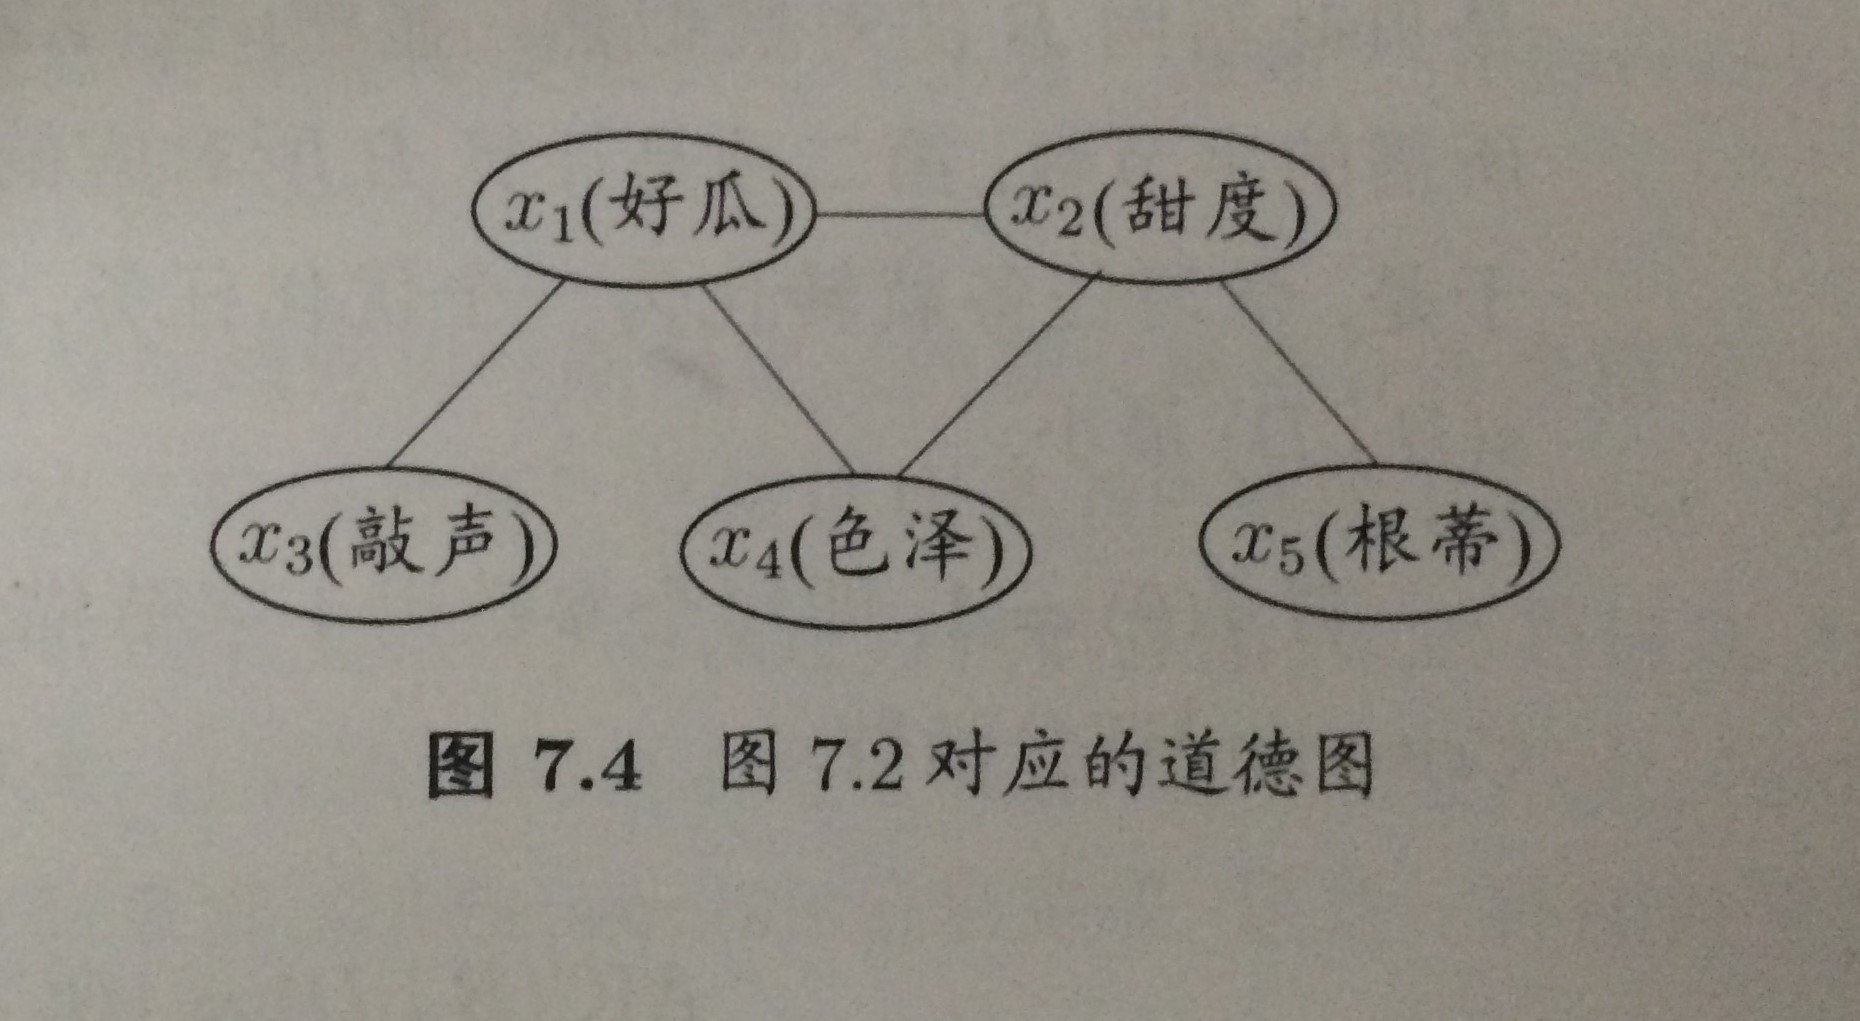 x₁(好瓜) x₂(甜度)
x₃(敲声) x₄(色泽) x₅(根蒂)
图 7.4 图 7.2 对应的道德图